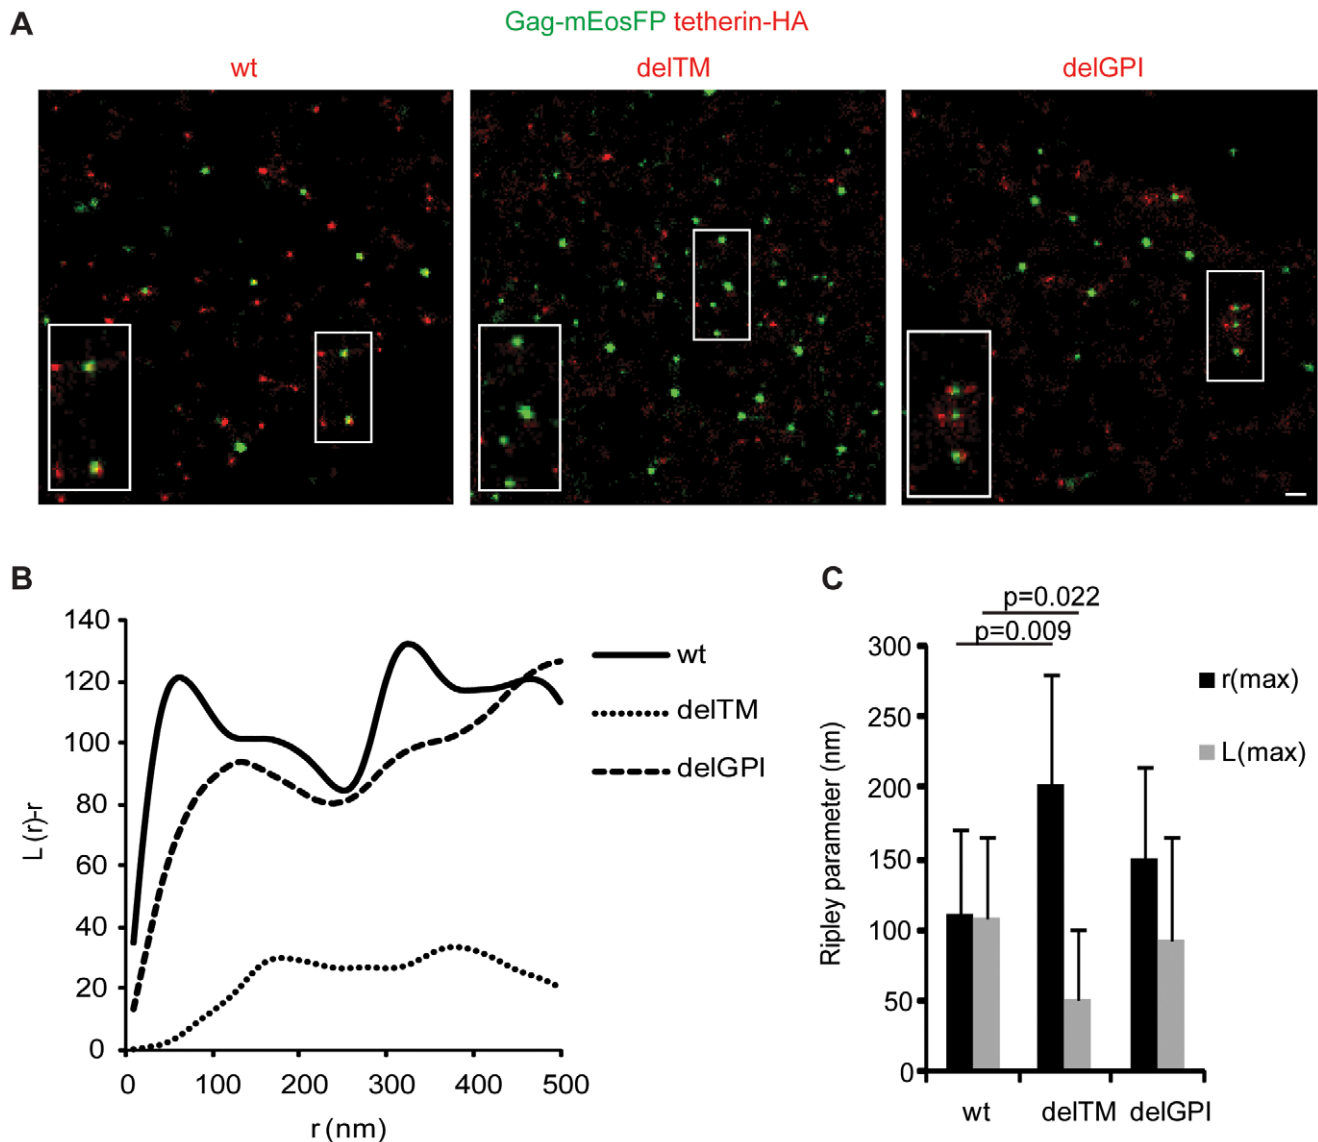 A
Gag-mEosFP tetherin-HA
wt
delTM
delGPI
B
140
120
100
80
60
40
20
0
L (r)-r
0
100
200
300
400
500
r (nm)
wt
delTM
delGPI
C
p=0.022
p=0.009
300
250
200
150
100
50
0
Ripley parameter (nm)
wt
delTM
delGPI
r(max)
L(max)